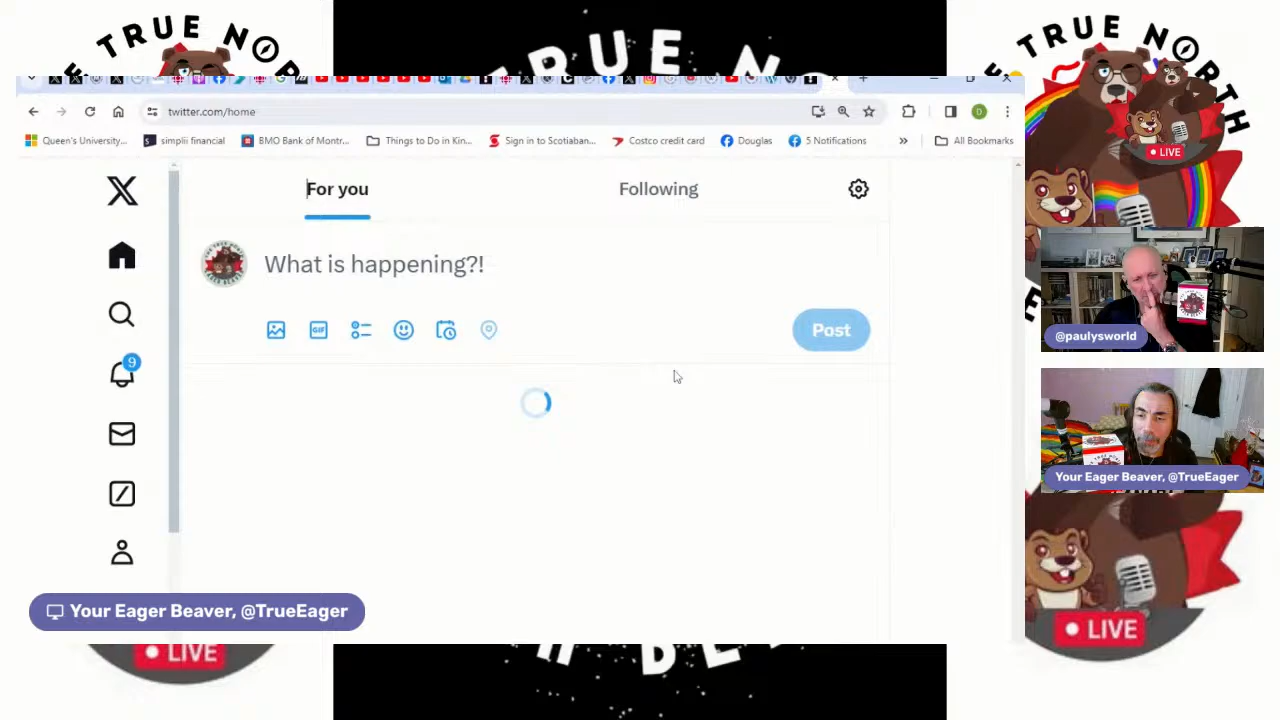 TRUE NO
TRUE N
TRUE NORTH
LIVE
twitter.com/home
Queen's University...
simplii financial
BMO Bank of Montr...
Things to Do in Kin...
Sign in to Scotiaban...
Costco credit card
Douglas
5 Notifications
»
All Bookmarks
For you
Following
What is happening?!
GIF
Post
9
@paulysworld
Your Eager Beaver, @TrueEager
Your Eager Beaver, @TrueEager
LIVE
LIVE